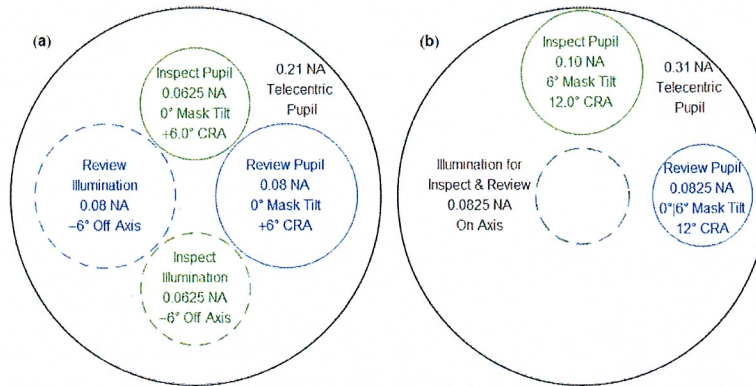 (a)
Inspect Pupil
0.0625 NA
0° Mask Tilt
+6.0° CRA
0.21 NA
Telecentric
Pupil
Review
Illumination
0.08 NA
−6° Off Axis
Review Pupil
0.08 NA
0° Mask Tilt
+6° CRA
Inspect
Illumination
0.0625 NA
−6° Off Axis
(b)
Inspect Pupil
0.10 NA
6° Mask Tilt
12.0° CRA
0.31 NA
Telecentric
Pupil
Illumination for
Inspect & Review
0.0825 NA
On Axis
Review Pupil
0.0825 NA
0°|6° Mask Tilt
12° CRA